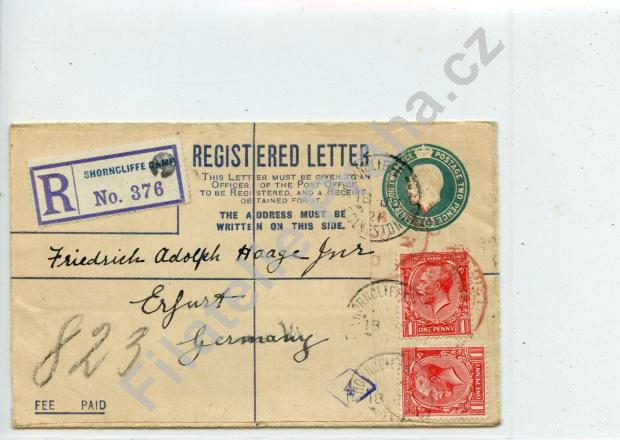 REGISTERED LETTER
THIS LETTER MUST BE GIVEN TO AN
OFFICER OF THE POST OFFICE
TO BE REGISTERED, AND A RECEIPT
OBTAINED FOR IT.
THE ADDRESS MUST BE
WRITTEN ON THIS SIDE.
POSTAGE TWO PENCE
R
SHORNCLIFFE CAMP
No. 376
Friedrich Adolph Haage Jnr
Erfurt
Germany
823
FEE PAID
ONE PENNY
ONE PENNY